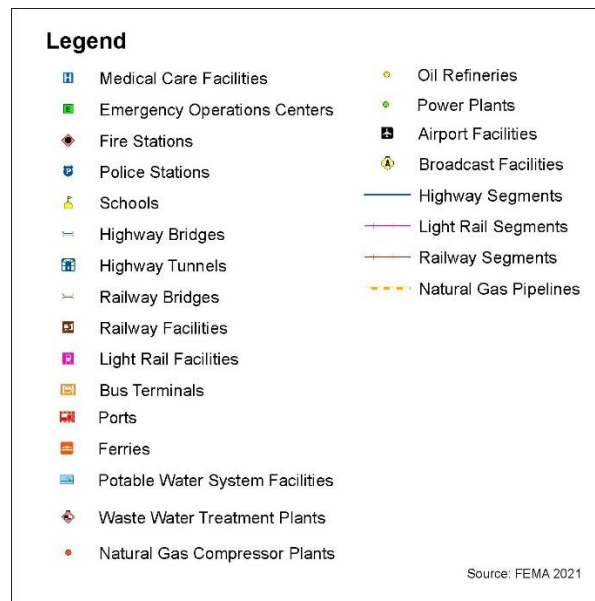 Legend
Medical Care Facilities
Emergency Operations Centers
Fire Stations
Police Stations
Schools
Highway Bridges
Highway Tunnels
Railway Bridges
Railway Facilities
Light Rail Facilities
Bus Terminals
Ports
Ferries
Potable Water System Facilities
Waste Water Treatment Plants
Natural Gas Compressor Plants
Oil Refineries
Power Plants
Airport Facilities
Broadcast Facilities
Highway Segments
Light Rail Segments
Railway Segments
Natural Gas Pipelines
Source: FEMA 2021